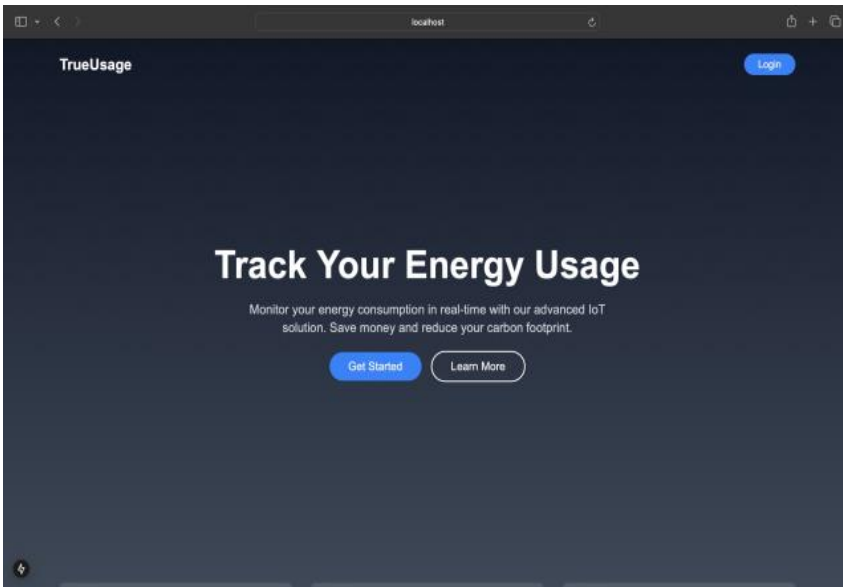 localhost
TrueUsage
Login
Track Your Energy Usage
Monitor your energy consumption in real-time with our advanced IoT
solution. Save money and reduce your carbon footprint.
Get Started
Learn More